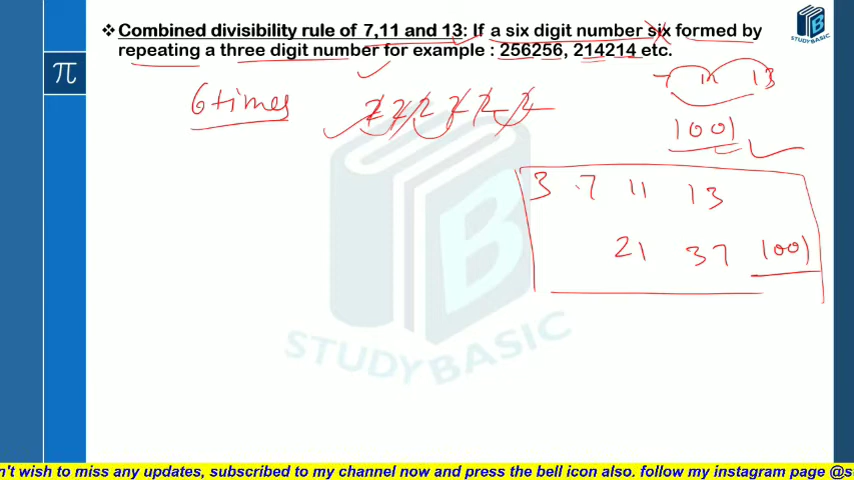 ❖ Combined divisibility rule of 7,11 and 13: If a six digit number six formed by
repeating a three digit number for example : 256256, 214214 etc.
STUDY BASIC
π
7 11 13
6 times
222222
1001
3 7 11 13
21 37 1001
B
STUDYBASIC
n't wish to miss any updates, subscribed to my channel now and press the bell icon also. follow my instagram page @s